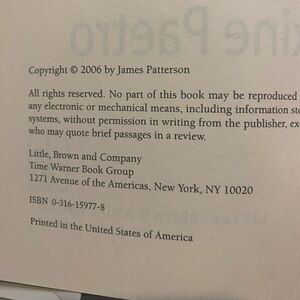 Copyright © 2006 by James Patterson
All rights reserved. No part of this book may be reproduced
any electronic or mechanical means, including information sto
systems, without permission in writing from the publisher, ex
who may quote brief passages in a review.
Little, Brown and Company
Time Warner Book Group
1271 Avenue of the Americas, New York, NY 10020
ISBN 0-316-15977-8
Printed in the United States of America